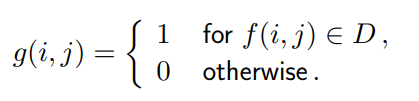 g(i, j) = { 1 for f(i, j) ∈ D ,
0 otherwise .